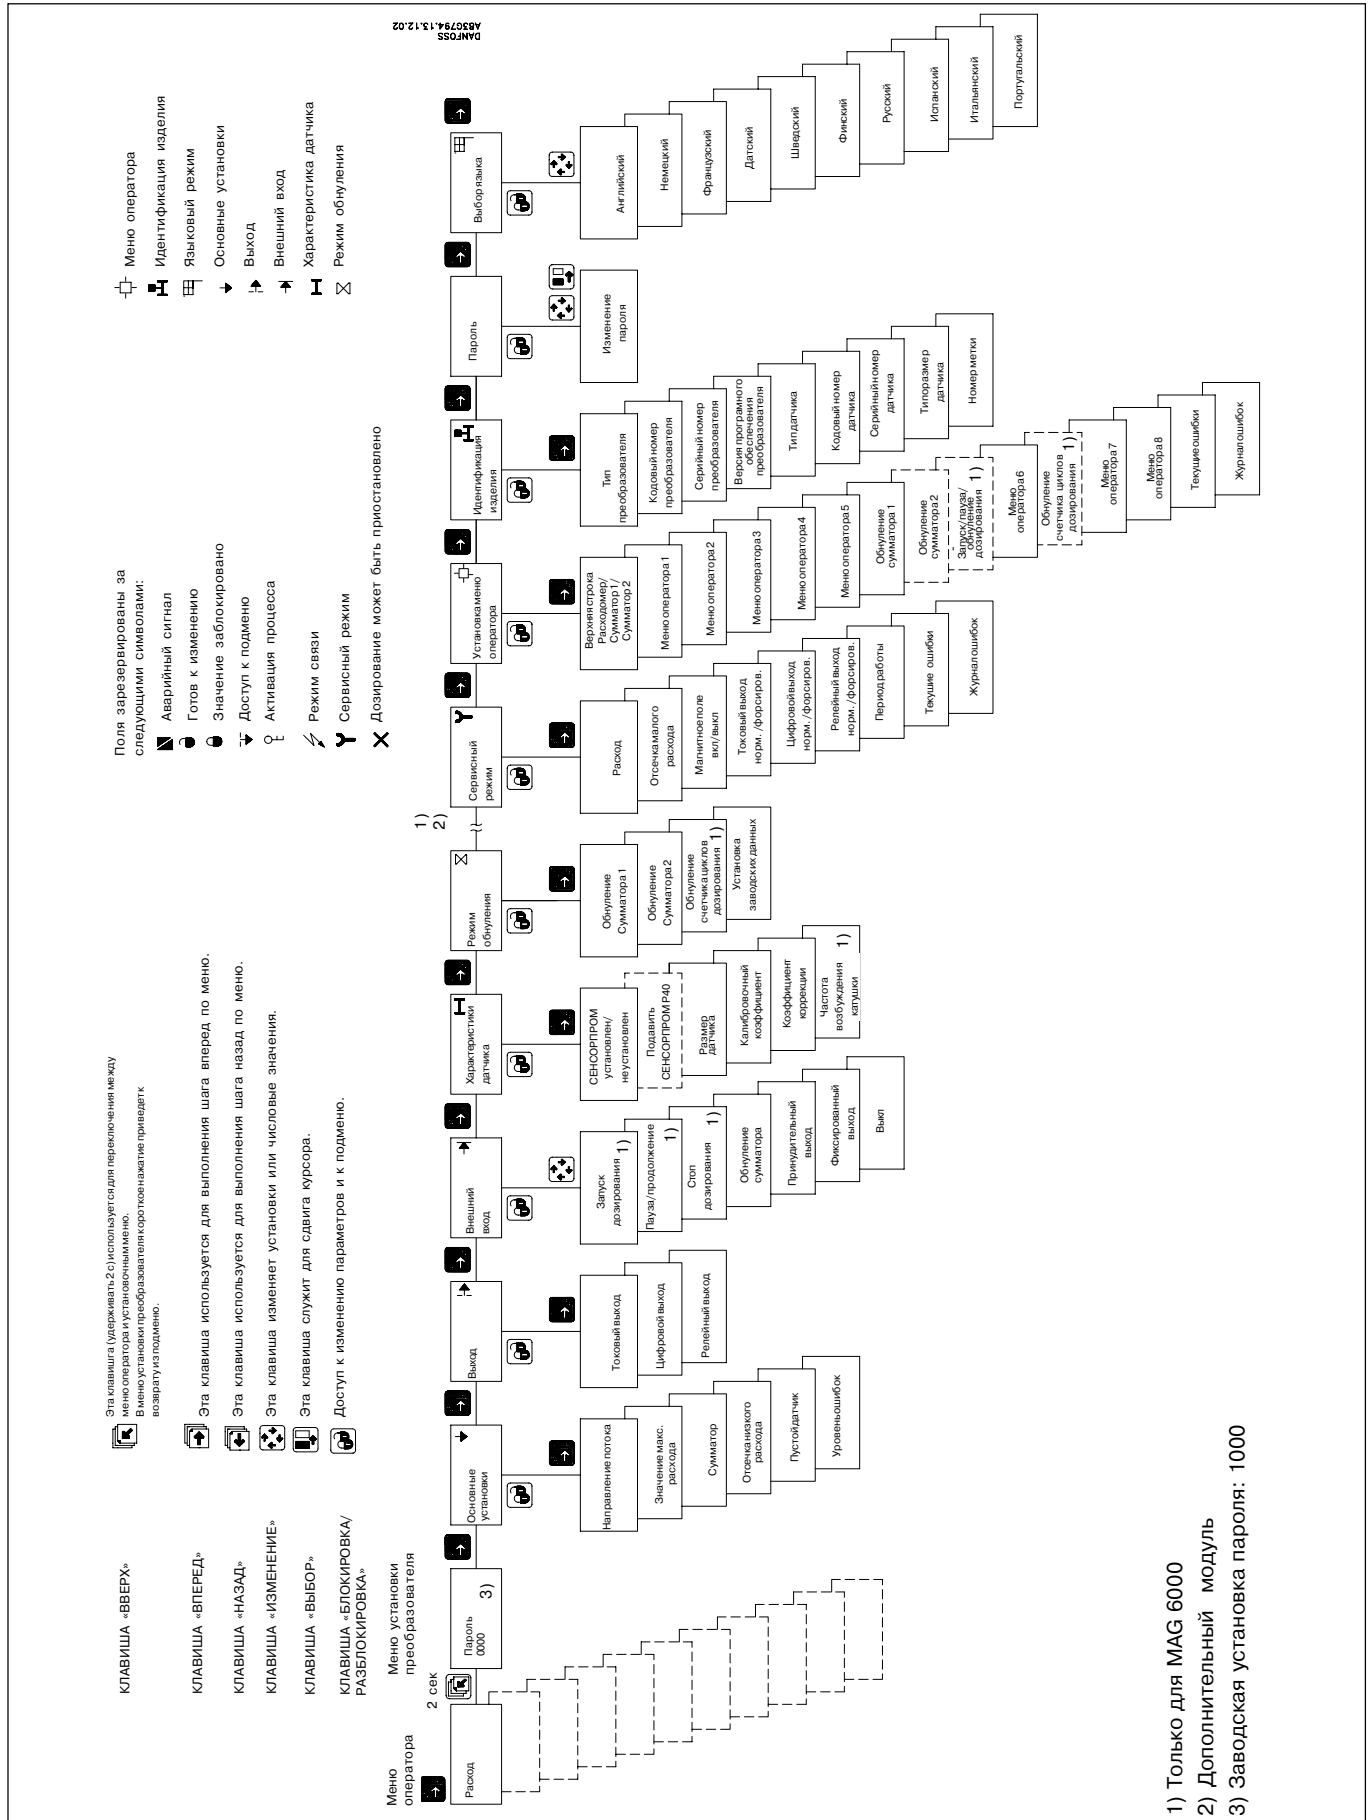 КЛАВИША «ВВЕРХ»
Эта клавишга (удерживать 2 с) используется для переключения между
меню оператора и установочным меню.
В меню установки преобразователя короткое нажатие приведет к
возврату из подменю.
КЛАВИША «ВПЕРЕД»
Эта клавиша используется для выполнения шага вперед по меню.
КЛАВИША «НАЗАД»
Эта клавиша используется для выполнения шага назад по меню.
КЛАВИША «ИЗМЕНЕНИЕ»
Эта клавиша изменяет установки или числовые значения.
КЛАВИША «ВЫБОР»
Эта клавиша служит для сдвига курсора.
КЛАВИША «БЛОКИРОВКА/
РАЗБЛОКИРОВКА»
Доступ к изменению параметров и к подменю.
Поля зарезервированы за
следующими символами:
Аварийный сигнал
Готов к изменению
Значение заблокировано
Доступ к подменю
Активация процесса
Режим связи
Сервисный режим
Дозирование может быть приостановлено
Меню оператора
Идентификация изделия
Языковый режим
Основные установки
Выход
Внешний вход
Характеристика датчика
Режим обнуления
DANFOSS
A83G794.13.12.02
Меню
оператора
Расход
2 сек
Меню установки
преобразователя
Пароль
0000
3)
Основные
установки
Направление потока
Значение макс.
расхода
Сумматор
Отсечка низкого
расхода
Пустой датчик
Уровень ошибок
Выход
Токовый выход
Цифровой выход
Релейный выход
Внешний
вход
Запуск
дозирования 1)
Пауза/продолжение
1)
Стоп
дозирования 1)
Обнуление
сумматора
Принудительный
выход
Фиксированный
выход
Выкл
Характеристики
датчика
СЕНСОРПРОМ
установлен/
не установлен
Подавить
СЕНСОРПРОМ P40
Размер
датчика
Калибровочный
коэффициент
Коэффициент
коррекции
Частота
возбуждения 1)
катушки
Режим
обнуления
Обнуление
Сумматора 1
Обнуление
Сумматора 2
Обнуление
счетчика циклов
дозирования 1)
Установка
заводских данных
1)
2)
Сервисный
режим
Расход
Отсечка малого
расхода
Магнитное поле
вкл/выкл
Токовый выход
норм. /форсиров.
Цифровой выход
норм. /форсиров.
Релейный выход
норм. /форсиров.
Период работы
Текушие ошибки
Журнал ошибок
Установка меню
оператора
Верхняя строка
Расходомер/
Сумматор 1/
Сумматор 2
Меню оператора 1
Меню оператора 2
Меню оператора 3
Меню оператора 4
Меню оператора 5
Обнуление
сумматора 1
Обнуление
сумматора 2
Запуск/пауза/
обнуление 1)
дозирования
Меню
оператора 6
Обнуление
счетчика циклов
дозирования 1)
Меню
оператора 7
Меню
оператора 8
Текущие ошибки
Журнал ошибок
Идентификация
изделия
Тип
преобразователя
Кодовый номер
преобразователя
Серийный номер
преобразователя
Версия програмного
обеспечения
преобразователя
Тип датчика
Кодовый номер
датчика
Серийный номер
датчика
Типоразмер
датчика
Номер метки
Пароль
Изменение
пароля
Выбор языка
Английский
Немецкий
Французский
Датский
Шведский
Финский
Русский
Испанский
Итальянский
Португальский
1) Только для MAG 6000
2) Дополнительный модуль
3) Заводская установка пароля: 1000